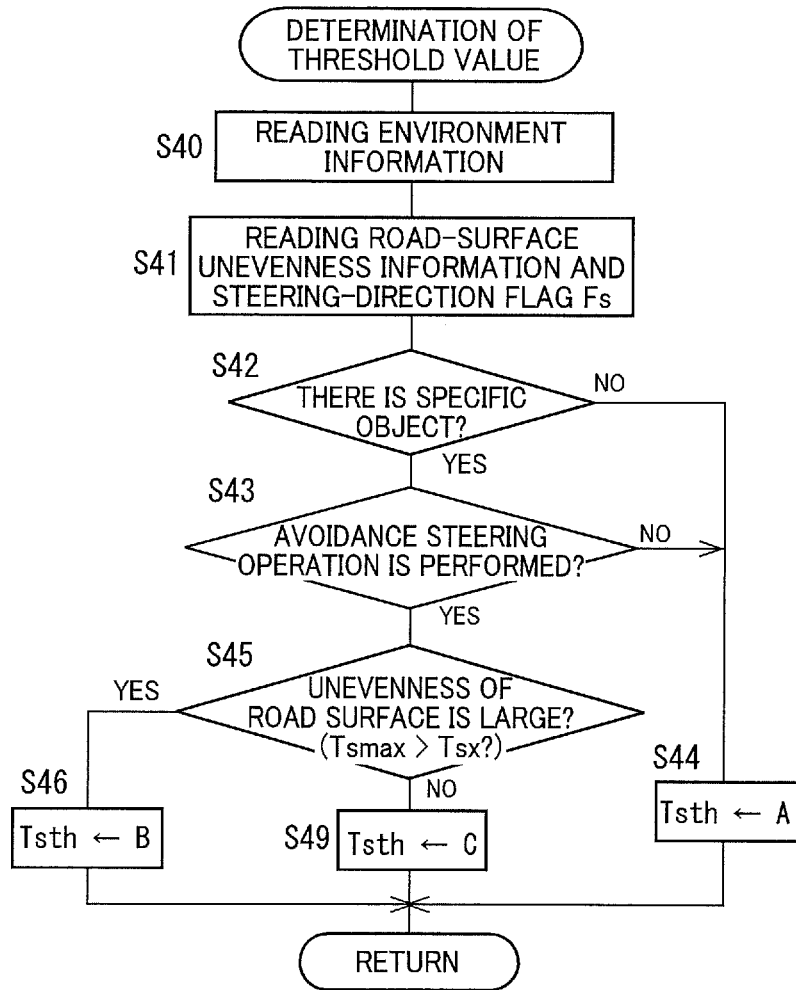 DETERMINATION OF
THRESHOLD VALUE
S40
READING ENVIRONMENT
INFORMATION
S41
READING ROAD-SURFACE
UNEVENNESS INFORMATION AND
STEERING-DIRECTION FLAG Fs
S42
THERE IS SPECIFIC
OBJECT?
NO
YES
S43
AVOIDANCE STEERING
OPERATION IS PERFORMED?
NO
YES
S45
UNEVENNESS OF
ROAD SURFACE IS LARGE?
(Tsmax > Tsx?)
YES
NO
S46
Tsth ← B
S49
Tsth ← C
S44
Tsth ← A
RETURN